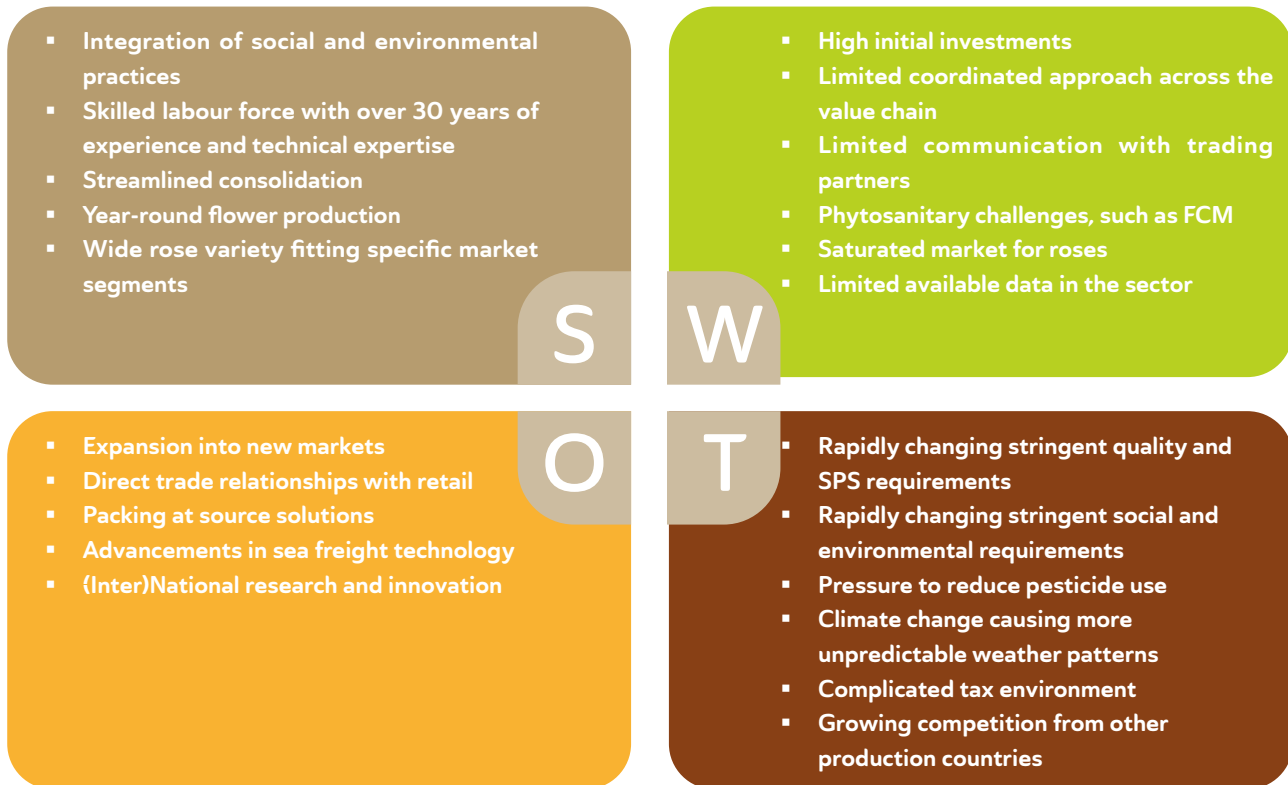 ▪ Integration of social and environmental
practices
▪ Skilled labour force with over 30 years of
experience and technical expertise
▪ Streamlined consolidation
▪ Year-round flower production
▪ Wide rose variety fitting specific market
segments
S
▪ High initial investments
▪ Limited coordinated approach across the
value chain
▪ Limited communication with trading
partners
▪ Phytosanitary challenges, such as FCM
▪ Saturated market for roses
▪ Limited available data in the sector
W
▪ Expansion into new markets
▪ Direct trade relationships with retail
▪ Packing at source solutions
▪ Advancements in sea freight technology
▪ (Inter)National research and innovation
O
▪ Rapidly changing stringent quality and
SPS requirements
▪ Rapidly changing stringent social and
environmental requirements
▪ Pressure to reduce pesticide use
▪ Climate change causing more
unpredictable weather patterns
▪ Complicated tax environment
▪ Growing competition from other
production countries
T